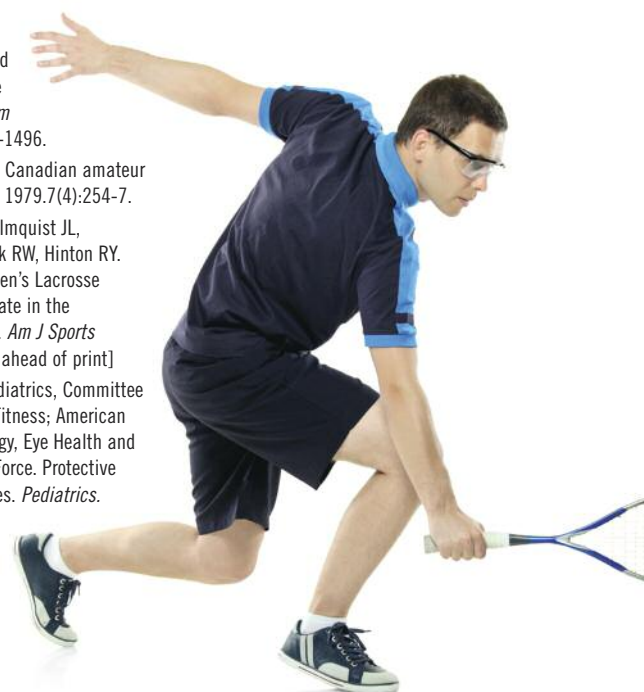 d
e
m
-1496.
Canadian amateur
1979.7(4):254-7.
lmquist JL,
k RW, Hinton RY.
en's Lacrosse
ate in the
. Am J Sports
ahead of print]
diatrics, Committee
itness; American
gy, Eye Health and
Force. Protective
es. Pediatrics.